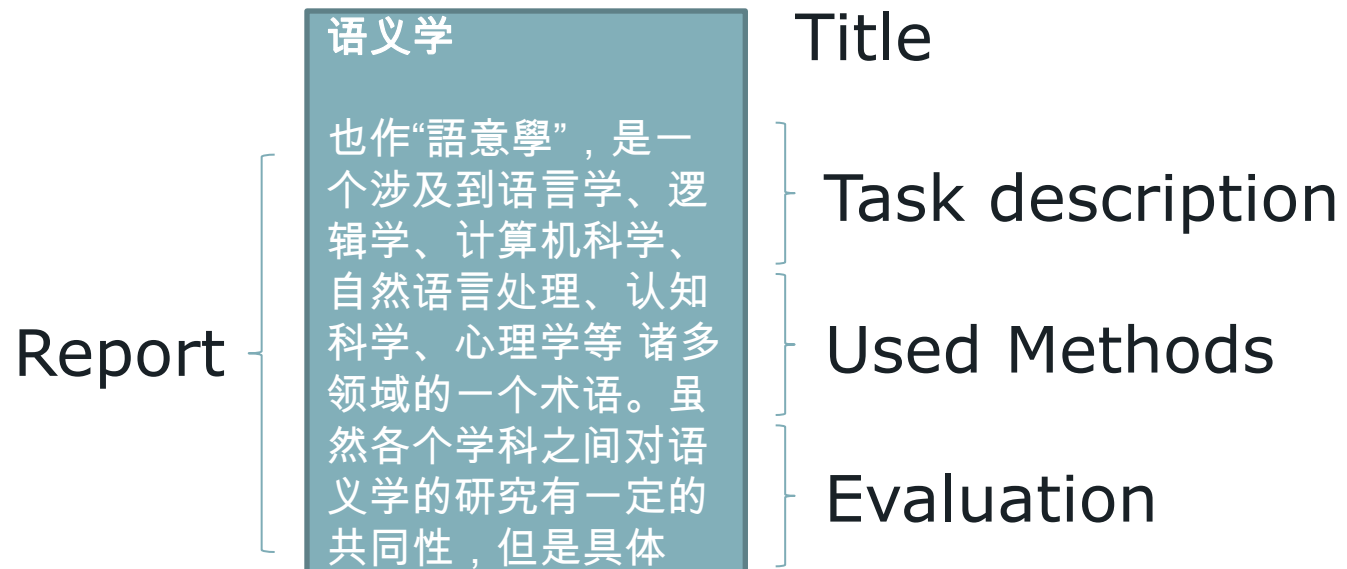 语义学
也作“語意學”，是一
个涉及到语言学、逻
辑学、计算机科学、
自然语言处理、认知
科学、心理学等 诸多
领域的一个术语。虽
然各个学科之间对语
义学的研究有一定的
共同性，但是具体
Report
Title
Task description
Used Methods
Evaluation